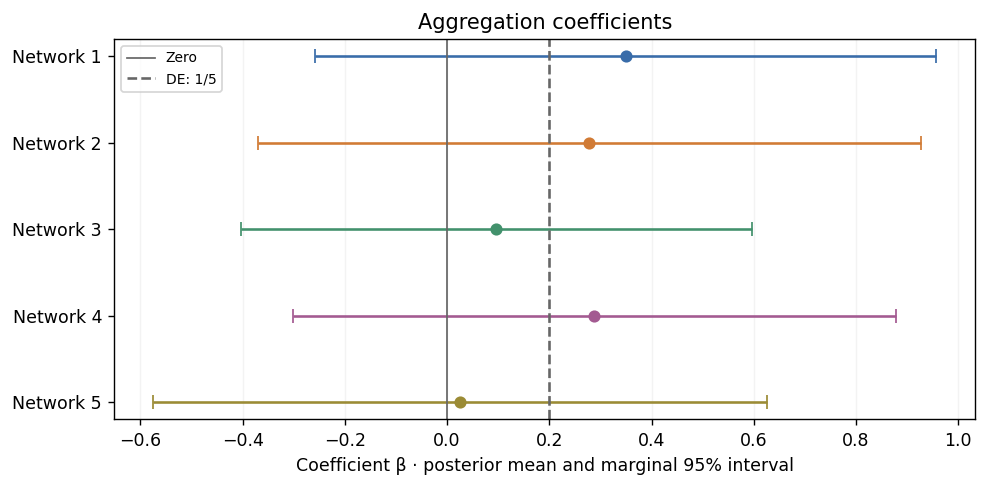 Aggregation coefficients
Zero
DE: 1/5
Network 1
Network 2
Network 3
Network 4
Network 5
−0.6 −0.4 −0.2 0.0 0.2 0.4 0.6 0.8 1.0
Coefficient β · posterior mean and marginal 95% interval